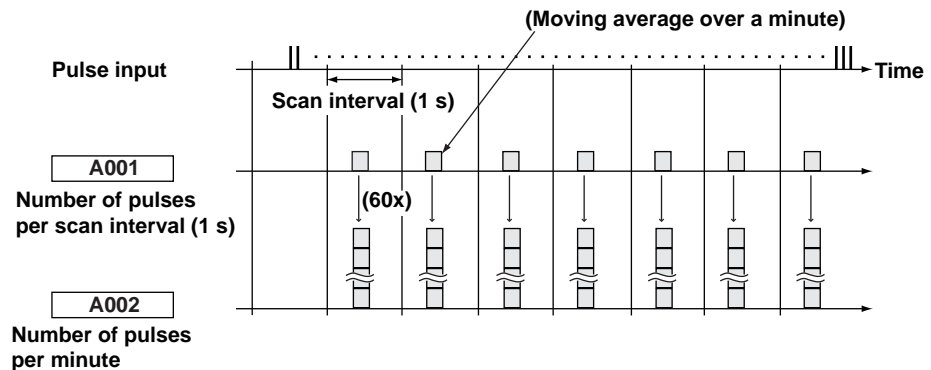 (Moving average over a minute)
Pulse input
Time
Scan interval (1 s)
A001
Number of pulses
per scan interval (1 s)
(60x)
A002
Number of pulses
per minute